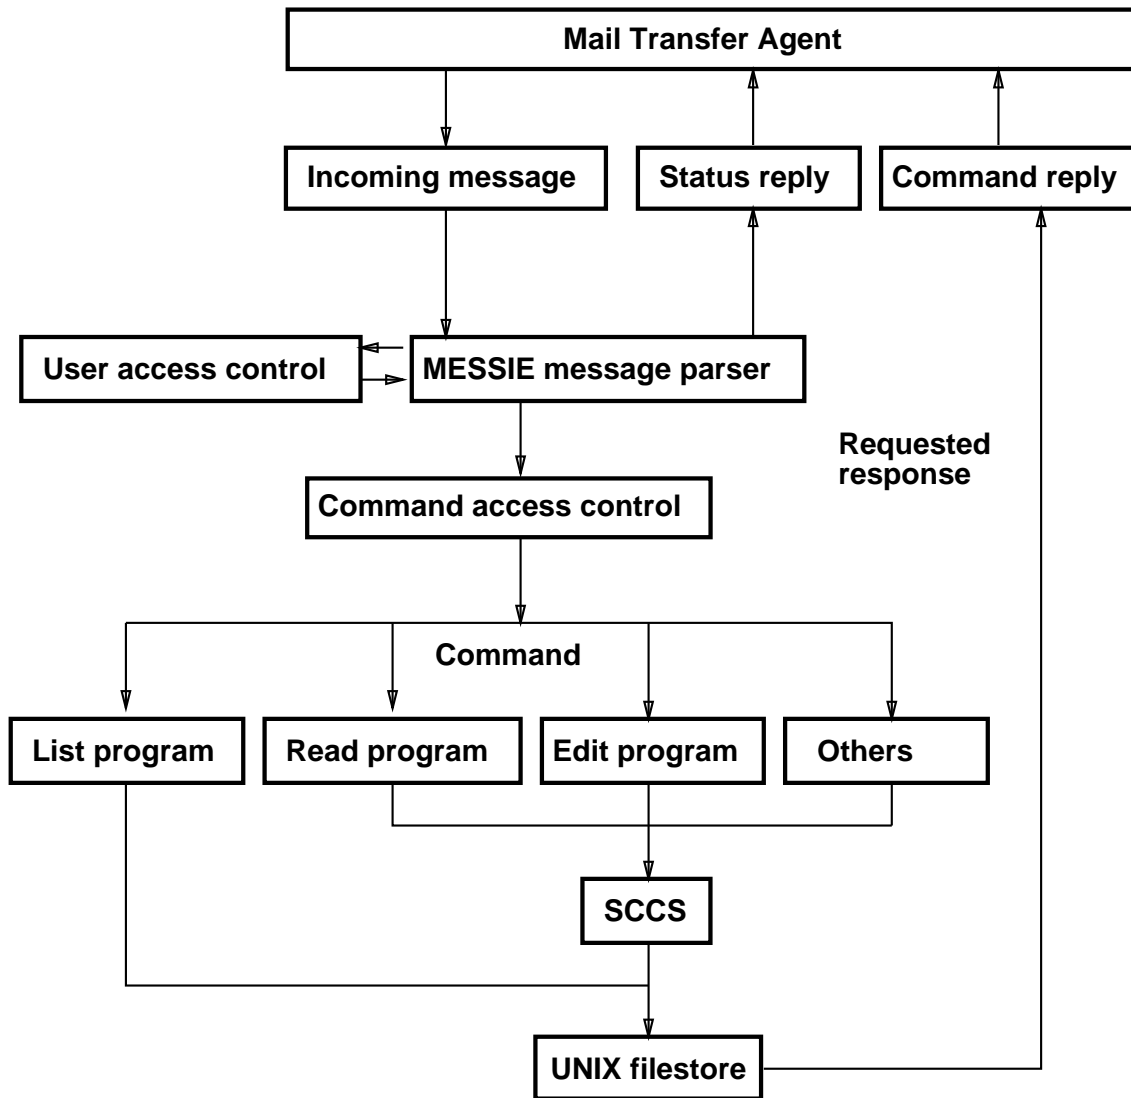 Mail Transfer Agent
Incoming message
Status reply
Command reply
User access control
MESSIE message parser
Requested
response
Command access control
Command
List program
Read program
Edit program
Others
SCCS
UNIX filestore